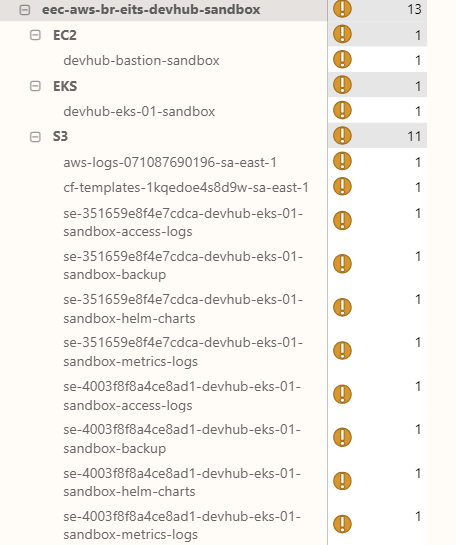 eec-aws-br-eits-devhub-sandbox 13
EC2 1
devhub-bastion-sandbox 1
EKS 1
devhub-eks-01-sandbox 1
S3 11
aws-logs-071087690196-sa-east-1 1
cf-templates-1kqedoe4s8d9w-sa-east-1 1
se-351659e8f4e7cdca-devhub-eks-01- 1
sandbox-access-logs
se-351659e8f4e7cdca-devhub-eks-01- 1
sandbox-backup
se-351659e8f4e7cdca-devhub-eks-01- 1
sandbox-helm-charts
se-351659e8f4e7cdca-devhub-eks-01- 1
sandbox-metrics-logs
se-4003f8f8a4ce8ad1-devhub-eks-01- 1
sandbox-access-logs
se-4003f8f8a4ce8ad1-devhub-eks-01- 1
sandbox-backup
se-4003f8f8a4ce8ad1-devhub-eks-01- 1
sandbox-helm-charts
se-4003f8f8a4ce8ad1-devhub-eks-01- 1
sandbox-metrics-logs